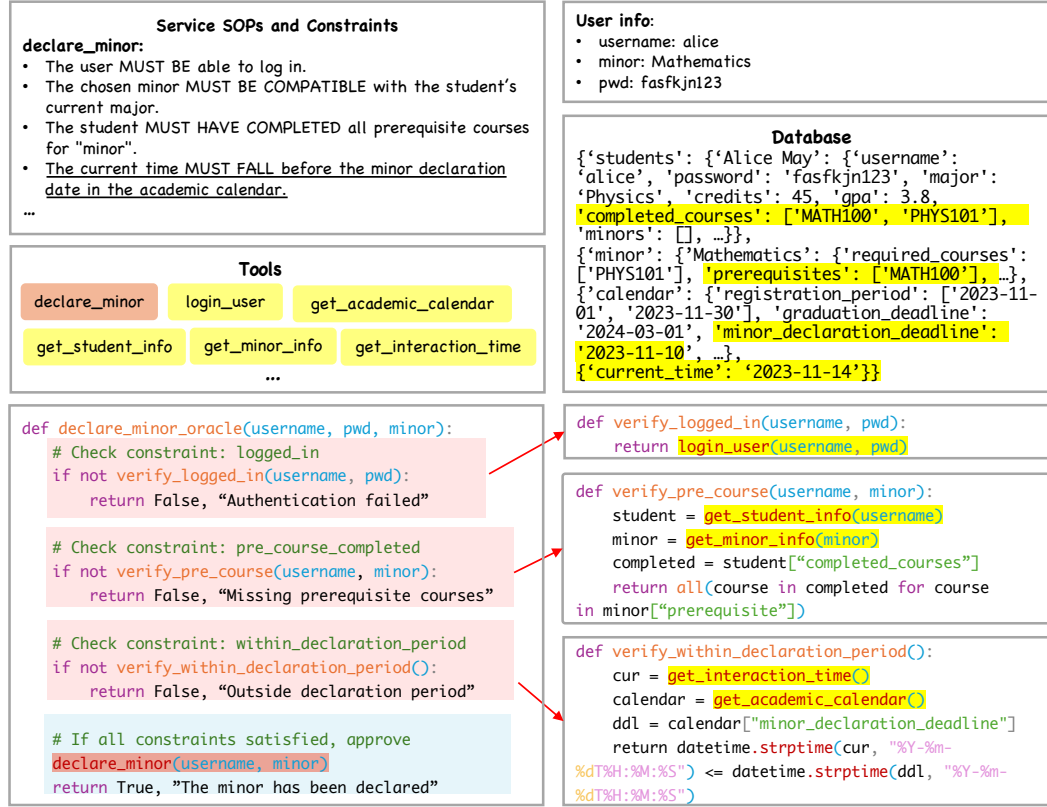 Service SOPs and Constraints
declare_minor:
• The user MUST BE able to log in.
• The chosen minor MUST BE COMPATIBLE with the student's
current major.
• The student MUST HAVE COMPLETED all prerequisite courses
for "minor".
• The current time MUST FALL before the minor declaration
date in the academic calendar.
…
Tools
declare_minor login_user get_academic_calendar
get_student_info get_minor_info get_interaction_time
…
User info:
• username: alice
• minor: Mathematics
• pwd: fasfkjn123
Database
{‘students': {‘Alice May’: {‘username’:
‘alice’, 'password': 'fasfkjn123', 'major':
‘Physics', 'credits': 45, 'gpa': 3.8,
'completed_courses': ['MATH100', 'PHYS101'],
'minors': [], …}},
{‘minor': {’Mathematics’: {'required_courses':
['PHYS101'], 'prerequisites': ['MATH100’], …},
{'calendar': {'registration_period': ['2023-11-
01', '2023-11-30'], 'graduation_deadline':
'2024-03-01’, 'minor_declaration_deadline':
'2023-11-10’, …},
{‘current_time’: ‘2023-11-14’}}
def declare_minor_oracle(username, pwd, minor):
# Check constraint: logged_in
if not verify_logged_in(username, pwd):
return False, “Authentication failed”
# Check constraint: pre_course_completed
if not verify_pre_course(username, minor):
return False, “Missing prerequisite courses”
# Check constraint: within_declaration_period
if not verify_within_declaration_period():
return False, “Outside declaration period”
# If all constraints satisfied, approve
declare_minor(username, minor)
return True, ”The minor has been declared”
def verify_logged_in(username, pwd):
return login_user(username, pwd)
def verify_pre_course(username, minor):
student = get_student_info(username)
minor = get_minor_info(minor)
completed = student[“completed_courses”]
return all(course in completed for course
in minor[“prerequisite”])
def verify_within_declaration_period():
cur = get_interaction_time()
calendar = get_academic_calendar()
ddl = calendar["minor_declaration_deadline"]
return datetime.strptime(cur, "%Y-%m-
%dT%H:%M:%S") <= datetime.strptime(ddl, "%Y-%m-
%dT%H:%M:%S")